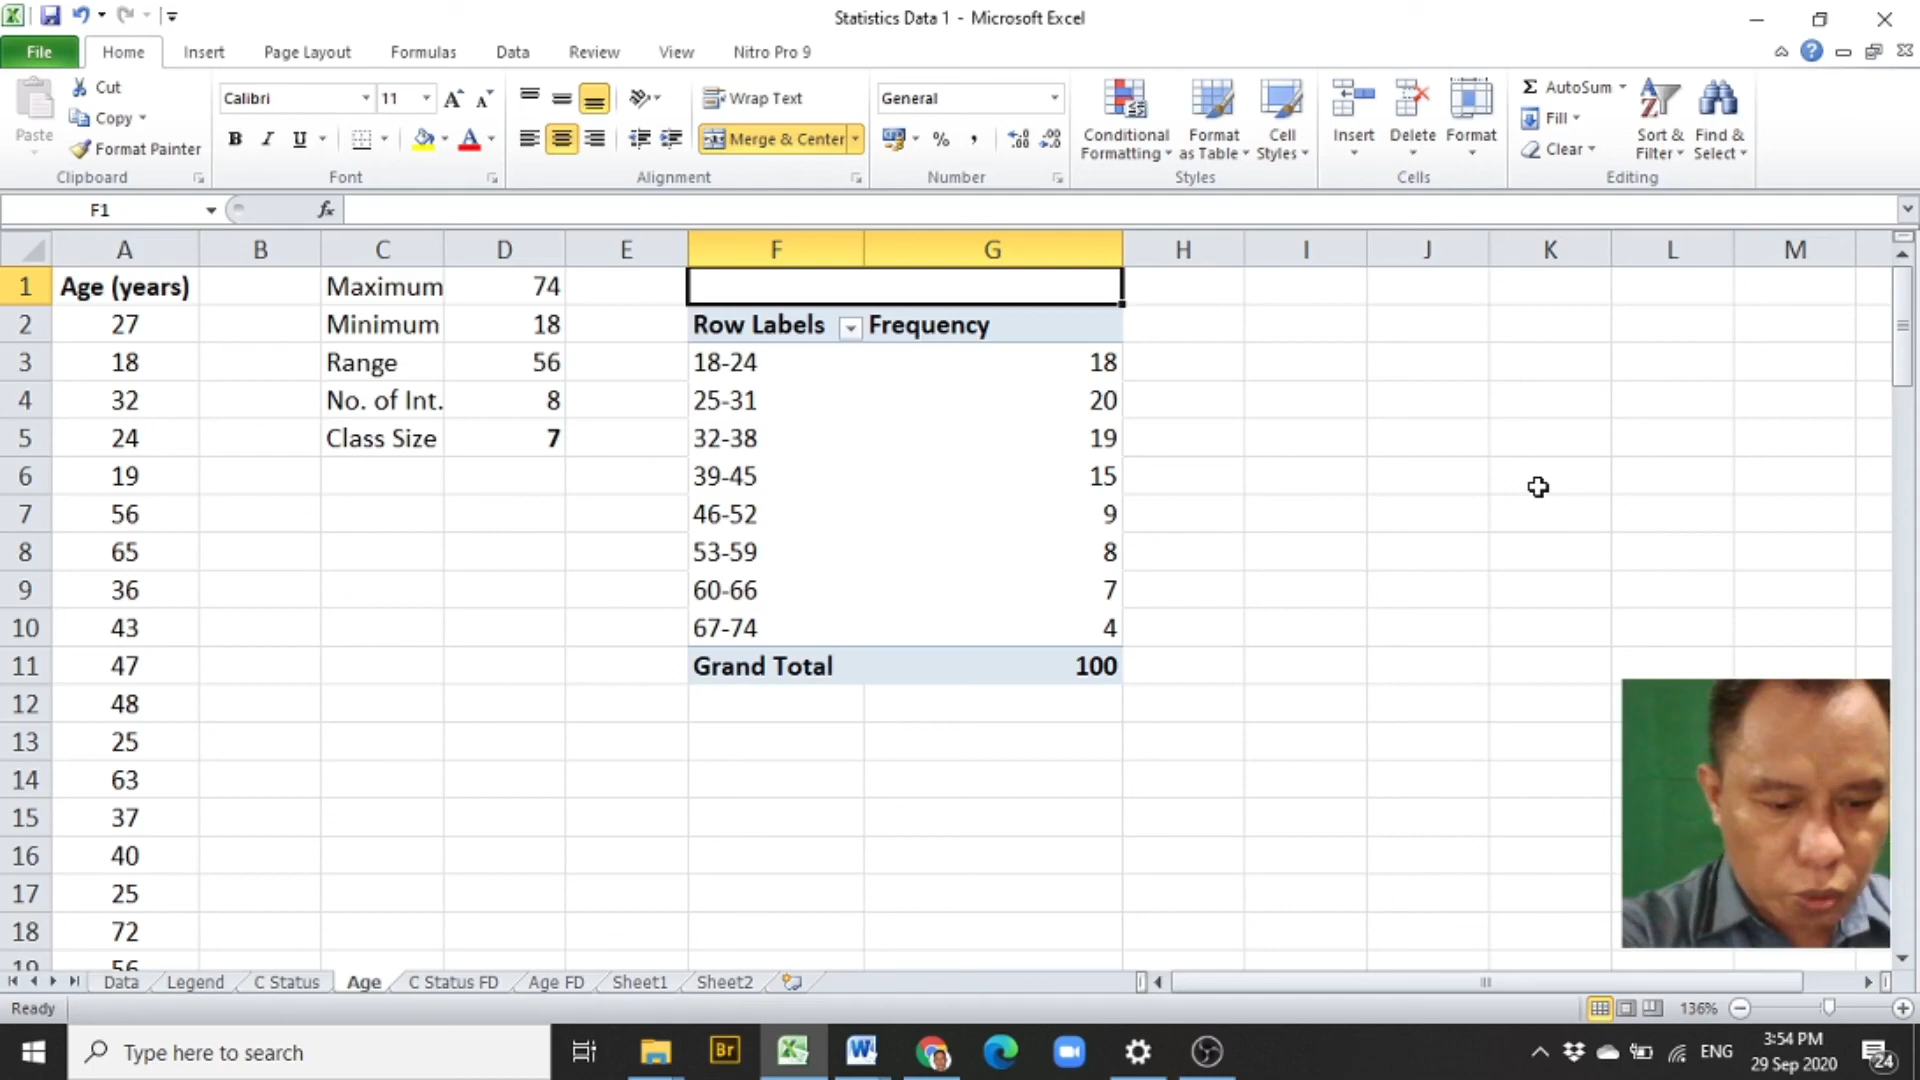 Statistics Data 1 - Microsoft Excel
File Home Insert Page Layout Formulas Data Review View Nitro Pro 9
Paste Cut Copy Format Painter
Clipboard
Calibri 11
B I U A
Font
Wrap Text
Merge & Center
Alignment
General
% ,
Number
Conditional Formatting Format as Table Cell Styles
Styles
Insert Delete Format
Cells
Σ AutoSum Fill Clear Sort & Filter Find & Select
Editing
F1 fx
A B C D E F G H I J K L M
1 Age (years) Maximum 74
2 27 Minimum 18 Row Labels Frequency
3 18 Range 56 18-24 18
4 32 No. of Int. 8 25-31 20
5 24 Class Size 7 32-38 19
6 19 39-45 15
7 56 46-52 9
8 65 53-59 8
9 36 60-66 7
10 43 67-74 4
11 47 Grand Total 100
12 48
13 25
14 63
15 37
16 40
17 25
18 72
19 56
Data Legend C Status Age C Status FD Age FD Sheet1 Sheet2
Ready 136%
Type here to search Br ENG 3:54 PM 29 Sep 2020 24